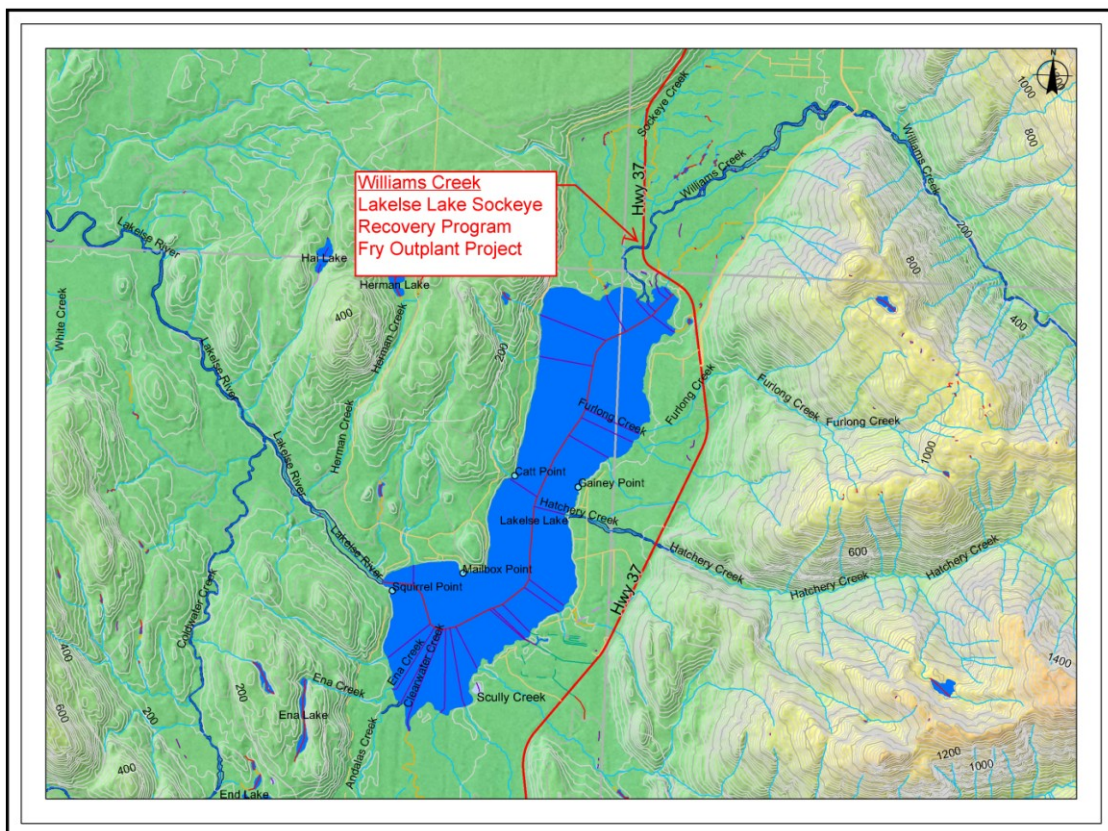 N
1000
800
Sockeye Creek
Hwy 37
Williams Creek
Williams Creek
200
Williams Creek
Lakelse Lake Sockeye
Recovery Program
Fry Outplant Project
Lakelse River
Hai Lake
Herman Lake
800
400
White Creek
400
Herman Creek
200
Lakelse River
Furlong Creek
Furlong Creek
Furlong Creek
Furlong Creek
1000
Herman Creek
Lakelse River
Catt Point
Gainey Point
Hatchery Creek
Lakelse Lake
Hatchery Creek
600
Hatchery Creek
Hatchery Creek
Lakelse River
Mailbox Point
Squirrel Point
Hwy 37
Coldwater Creek
400
600
200
200
400
Ena Creek
Ena Creek
Clearwater Creek
Scully Creek
Ena Lake
Andalas Creek
End Lake
1400
1200
1000